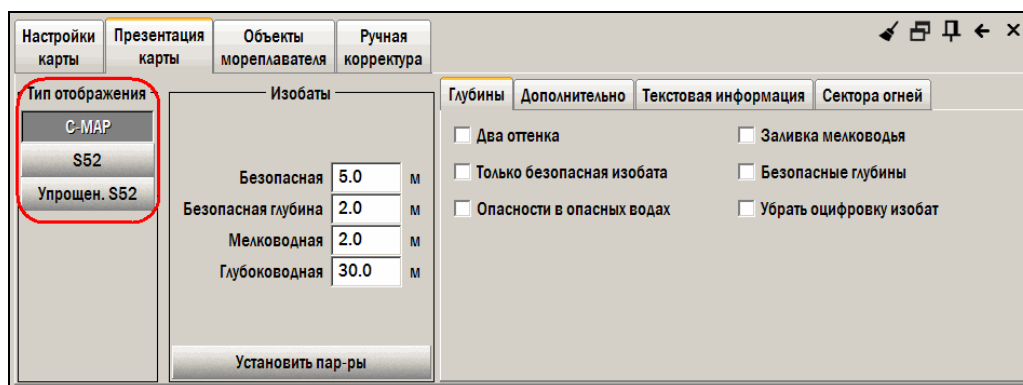 Настройки карты
Презентация карты
Объекты мореплавателя
Ручная корректура
Тип отображения
C-MAP
S52
Упрощен. S52
Изобаты
Безопасная 5.0 м
Безопасная глубина 2.0 м
Мелководная 2.0 м
Глубоководная 30.0 м
Установить пар-ры
Глубины
Дополнительно
Текстовая информация
Сектора огней
Два оттенка
Заливка мелководья
Только безопасная изобата
Безопасные глубины
Опасности в опасных водах
Убрать оцифровку изобат